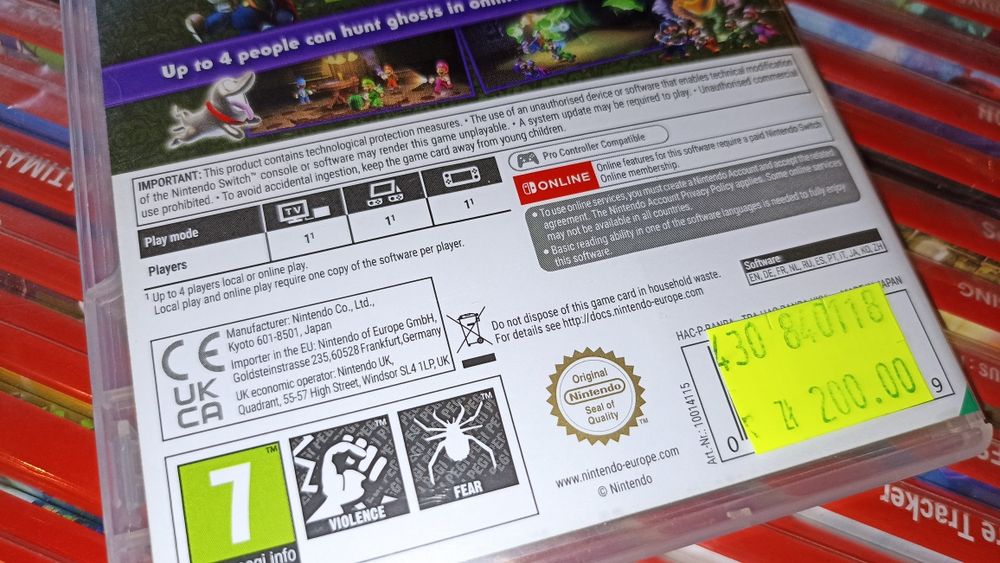 Up to 4 people can hunt ghosts in
IMPORTANT: This product contains technological protection measures. • The use of an unauthorised device or software that enables technical modification
of the Nintendo Switch™ console or software may render this game unplayable. • A system update may be required to play. • Unauthorised commercial
use prohibited. • To avoid accidental ingestion, keep the game card away from young children.
Play mode
TV
Players
1¹
1¹
1¹
¹ Up to 4 players local or online play.
Local play and online play require one copy of the software per player.
Pro Controller Compatible
ONLINE
Online features for this software require a paid Nintendo Switch
Online membership.
• To use online services, you must create a Nintendo Account and accept the related
agreement. The Nintendo Account Privacy Policy applies. Some online services
may not be available in all countries.
• Basic reading ability in one of the software languages is needed to fully enjoy
this software.
Software
EN, DE, FR, NL, RU, ES, PT, IT, JA, KO, ZH
CE
UK
CA
Manufacturer: Nintendo Co., Ltd.,
Kyoto 601-8501, Japan
Importer in the EU: Nintendo of Europe GmbH,
Goldsteinstrasse 235, 60528 Frankfurt, Germany
UK economic operator: Nintendo UK,
Quadrant, 55-57 High Street, Windsor SL4 1LP, UK
Do not dispose of this game card in household waste.
For details see http://docs.nintendo-europe.com
JAPAN
Art.-Nr.: 10014115
430 840118
zł 200.00
0
9
7
VIOLENCE
FEAR
PEGI
Original
Nintendo
Seal of
Quality
TM
www.nintendo-europe.com
© Nintendo
e Tracker